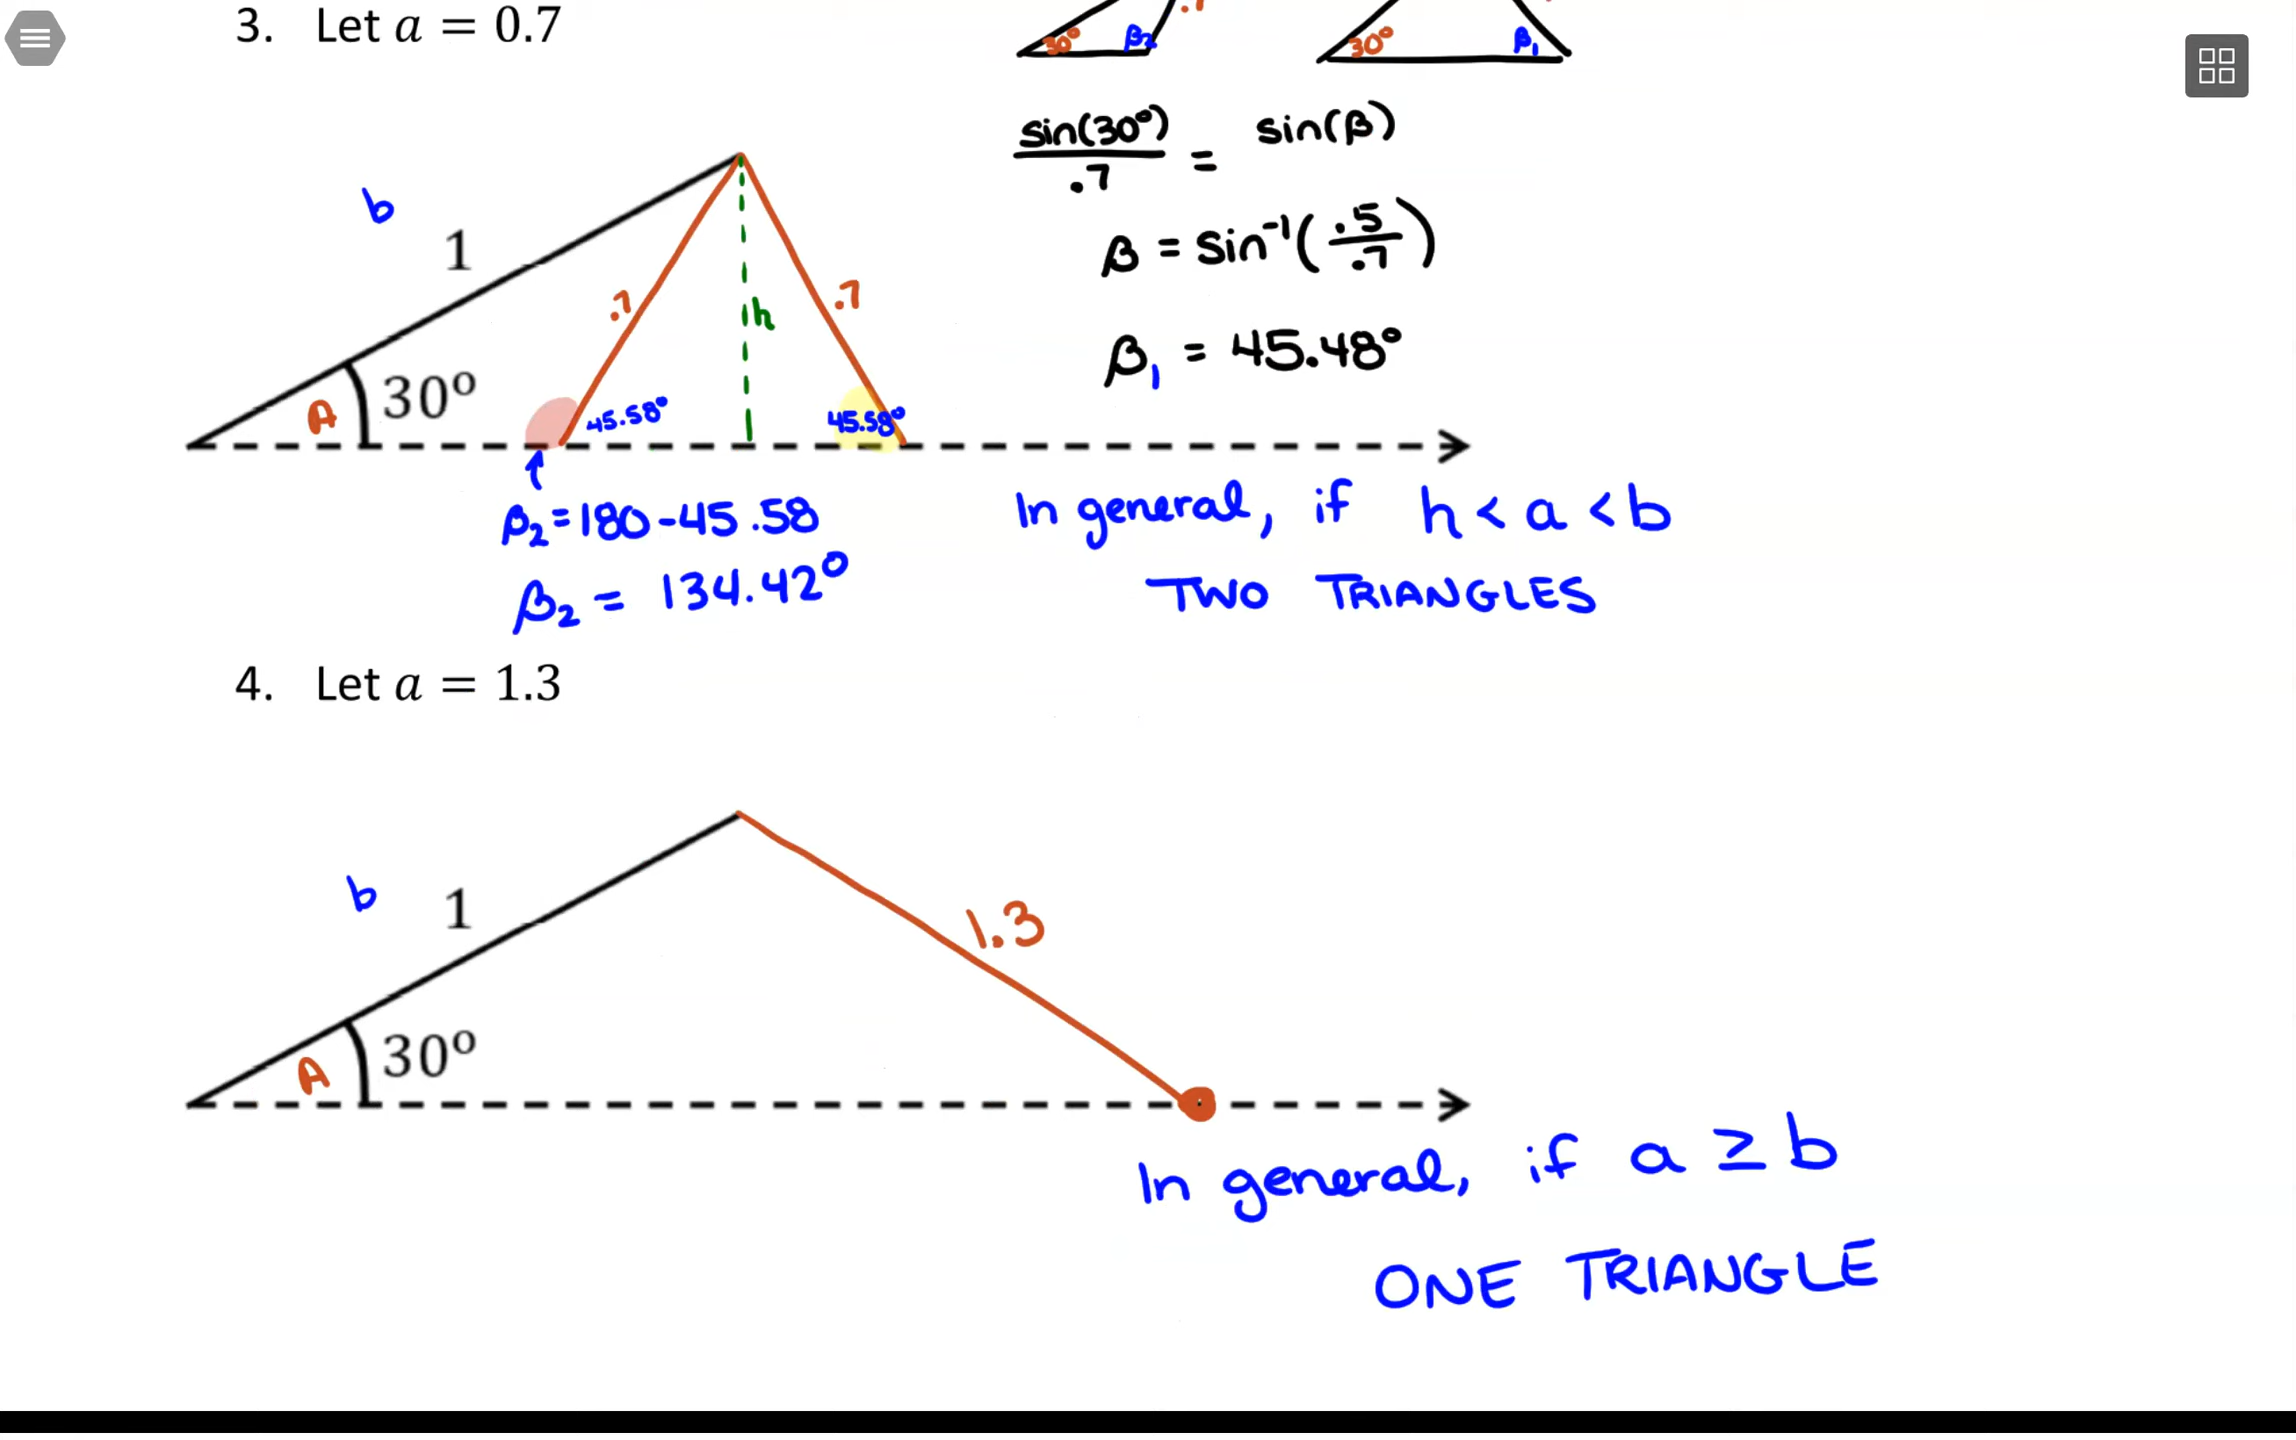 3. Let a = 0.7
.7
30° β2
30° β1
sin(30°)/.7 = sin(β)
β = sin⁻¹(.5/.7)
β1 = 45.48°
b
1
.7 h .7
A 30° 45.58° 45.58°
β2 = 180 - 45.58
β2 = 134.42°
In general, if h < a < b
TWO TRIANGLES
4. Let a = 1.3
b 1
1.3
A 30°
In general, if a ≥ b
ONE TRIANGLE